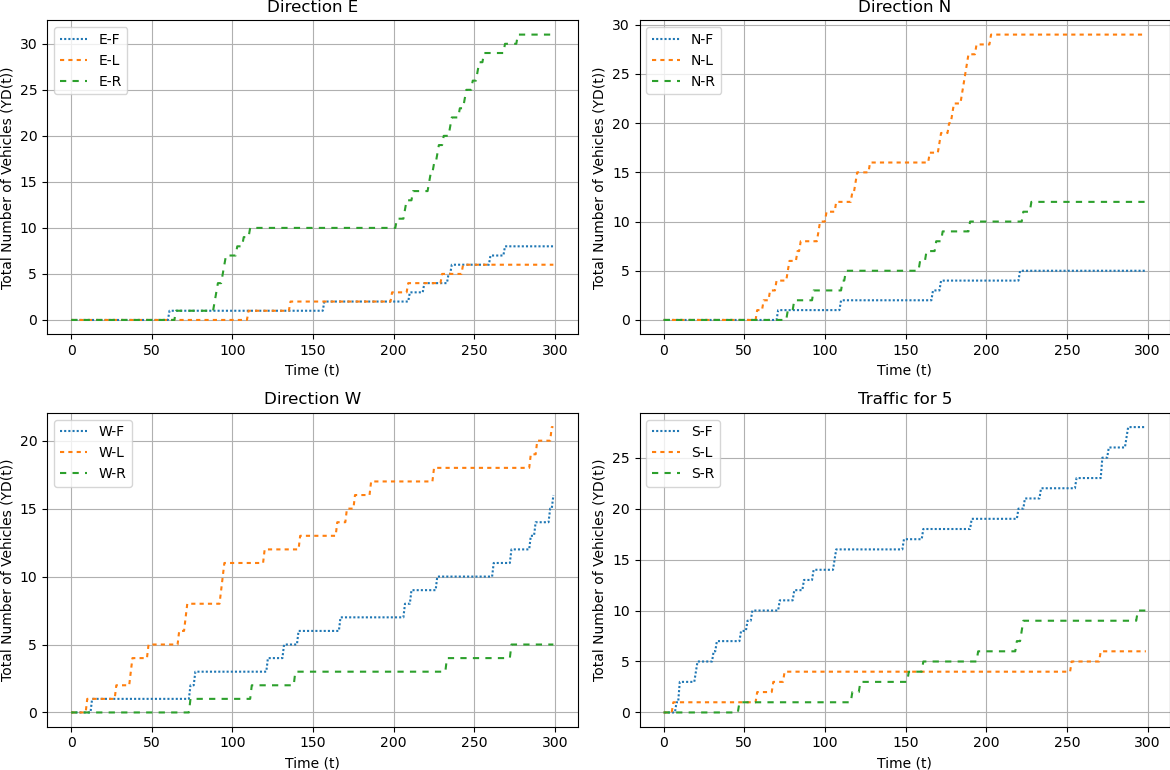 Direction E
Total Number of Vehicles (YD(t))
30
25
20
15
10
5
0
E-F
E-L
E-R
0 50 100 150 200 250 300
Time (t)
Direction N
Total Number of Vehicles (YD(t))
30
25
20
15
10
5
0
N-F
N-L
N-R
0 50 100 150 200 250 300
Time (t)
Direction W
Total Number of Vehicles (YD(t))
20
15
10
5
0
W-F
W-L
W-R
0 50 100 150 200 250 300
Time (t)
Traffic for 5
Total Number of Vehicles (YD(t))
25
20
15
10
5
0
S-F
S-L
S-R
0 50 100 150 200 250 300
Time (t)